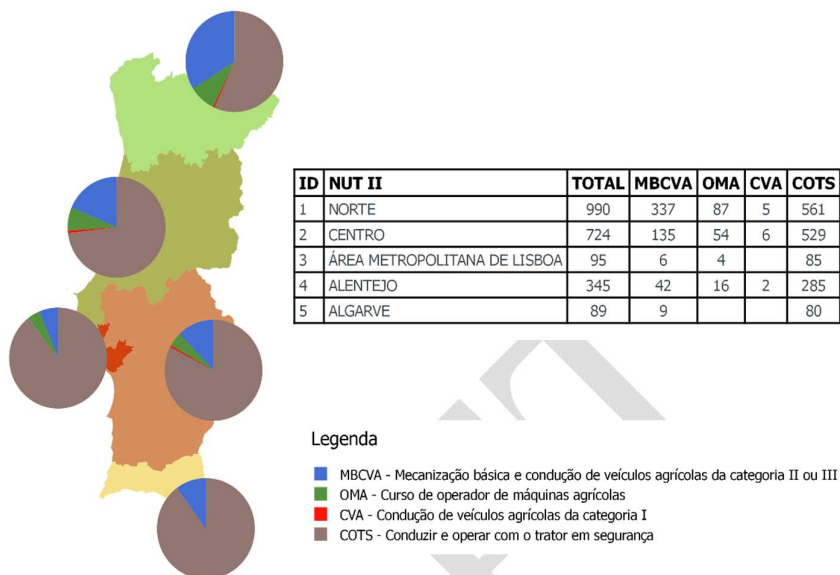 ID NUT II TOTAL MBCVA OMA CVA COTS
1 NORTE 990 337 87 5 561
2 CENTRO 724 135 54 6 529
3 ÁREA METROPOLITANA DE LISBOA 95 6 4 85
4 ALENTEJO 345 42 16 2 285
5 ALGARVE 89 9 80
Legenda
MBCVA - Mecanização básica e condução de veículos agrícolas da categoria II ou III
OMA - Curso de operador de máquinas agrícolas
CVA - Condução de veículos agrícolas da categoria I
COTS - Conduzir e operar com o trator em segurança